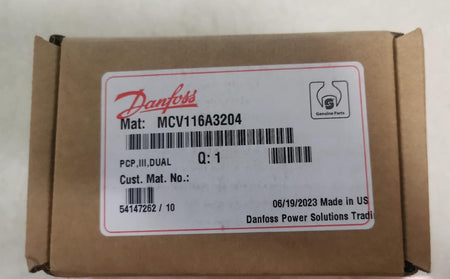 Danfoss
Genuine Parts
Mat: MCV116A3204
PCP,III,DUAL Q: 1
Cust. Mat. No.:
54147262 / 10
06/19/2023 Made in US
Danfoss Power Solutions Tradi